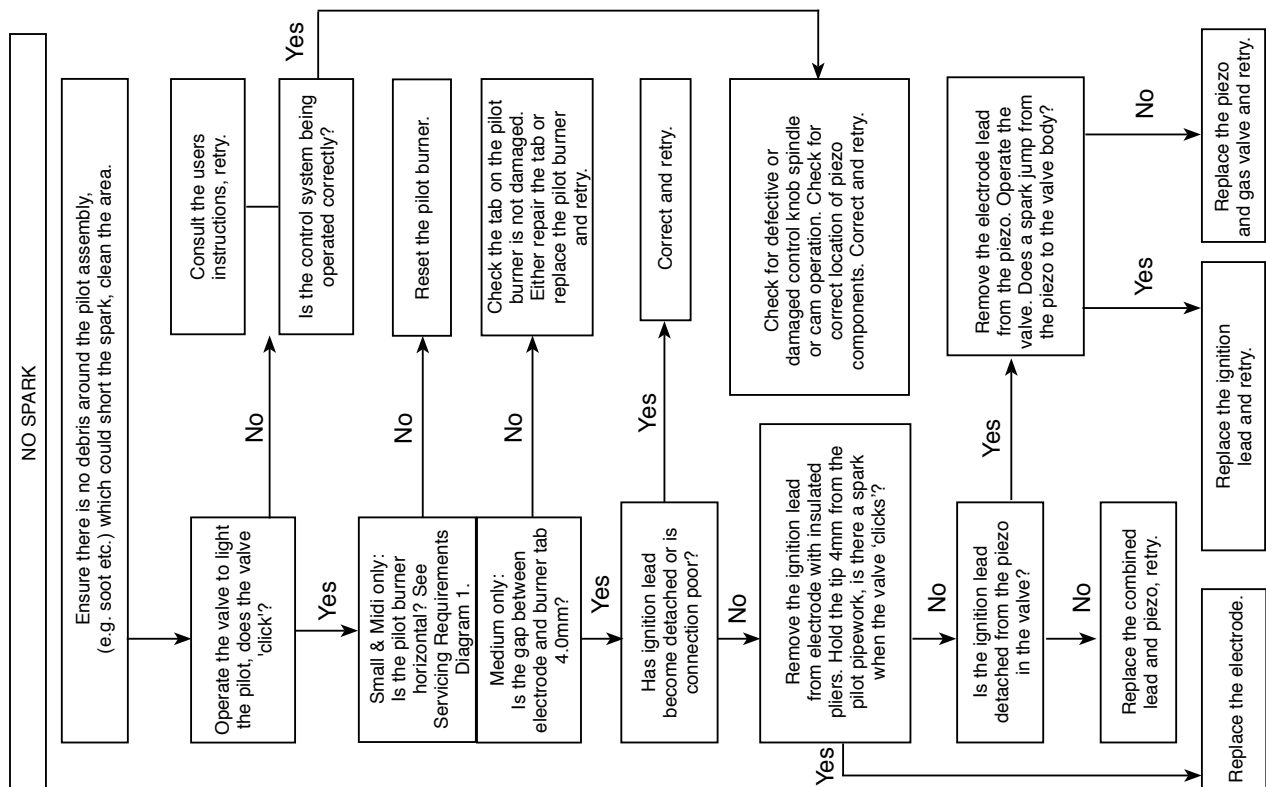 NO SPARK
Ensure there is no debris around the pilot assembly,
(e.g. soot etc.) which could short the spark, clean the area.
Operate the valve to light
the pilot, does the valve
'click'?
No
Consult the users
instructions, retry.
Is the control system being
operated correctly?
Yes
Yes
Small & Midi only:
Is the pilot burner
horizontal? See
Servicing Requirements
Diagram 1.
No
Reset the pilot burner.
Medium only:
Is the gap between
electrode and burner tab
4.0mm?
No
Check the tab on the pilot
burner is not damaged.
Either repair the tab or
replace the pilot burner
and retry.
Yes
Has ignition lead
become detached or is
connection poor?
Yes
Correct and retry.
No
Remove the ignition lead
from electrode with insulated
pliers. Hold the tip 4mm from the
pilot pipework, is there a spark
when the valve 'clicks'?
Check for defective or
damaged control knob spindle
or cam operation. Check for
correct location of piezo
components. Correct and retry.
Yes
No
Is the ignition lead
detached from the piezo
in the valve?
Yes
Remove the electrode lead
from the piezo. Operate the
valve. Does a spark jump from
the piezo to the valve body?
No
Replace the combined
lead and piezo, retry.
Yes
No
Replace the electrode.
Replace the ignition
lead and retry.
Replace the piezo
and gas valve and retry.